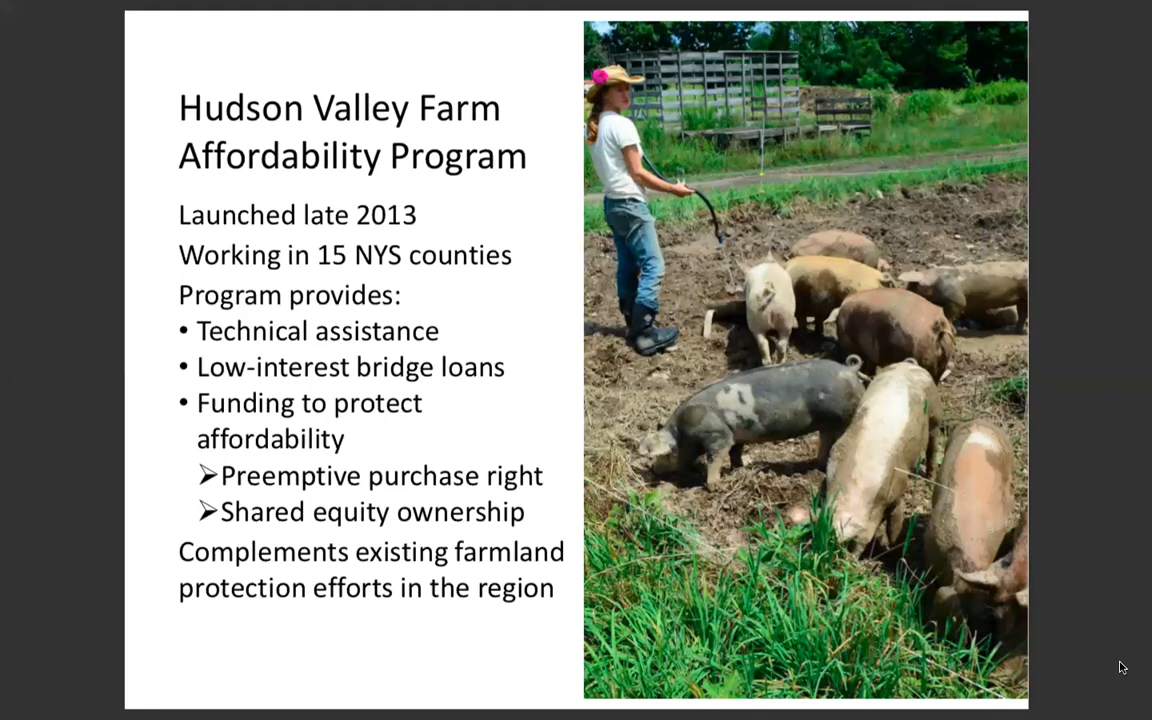 Hudson Valley Farm
Affordability Program
Launched late 2013
Working in 15 NYS counties
Program provides:
• Technical assistance
• Low-interest bridge loans
• Funding to protect
affordability
➢Preemptive purchase right
➢Shared equity ownership
Complements existing farmland
protection efforts in the region